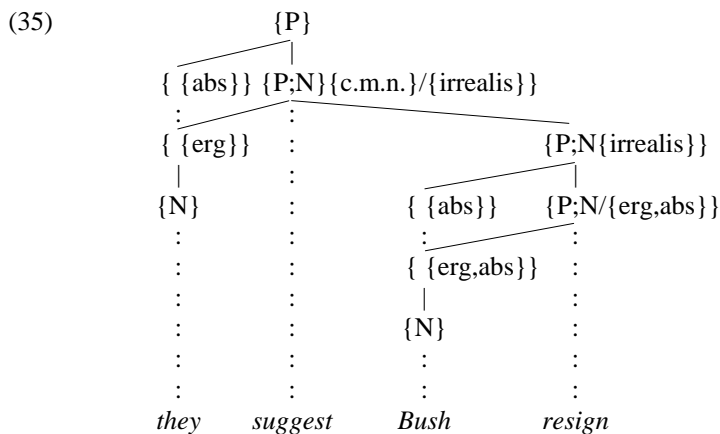 (35) {P}
{ {abs}} {P;N}{c.m.n.}/{irrealis}}
{ {erg}} : {P;N{irrealis}}
{N} : { {abs}} {P;N/{erg,abs}}
: : : :
: : { {erg,abs}} :
: : :
: : {N} :
: : : :
: : : :
they suggest Bush resign